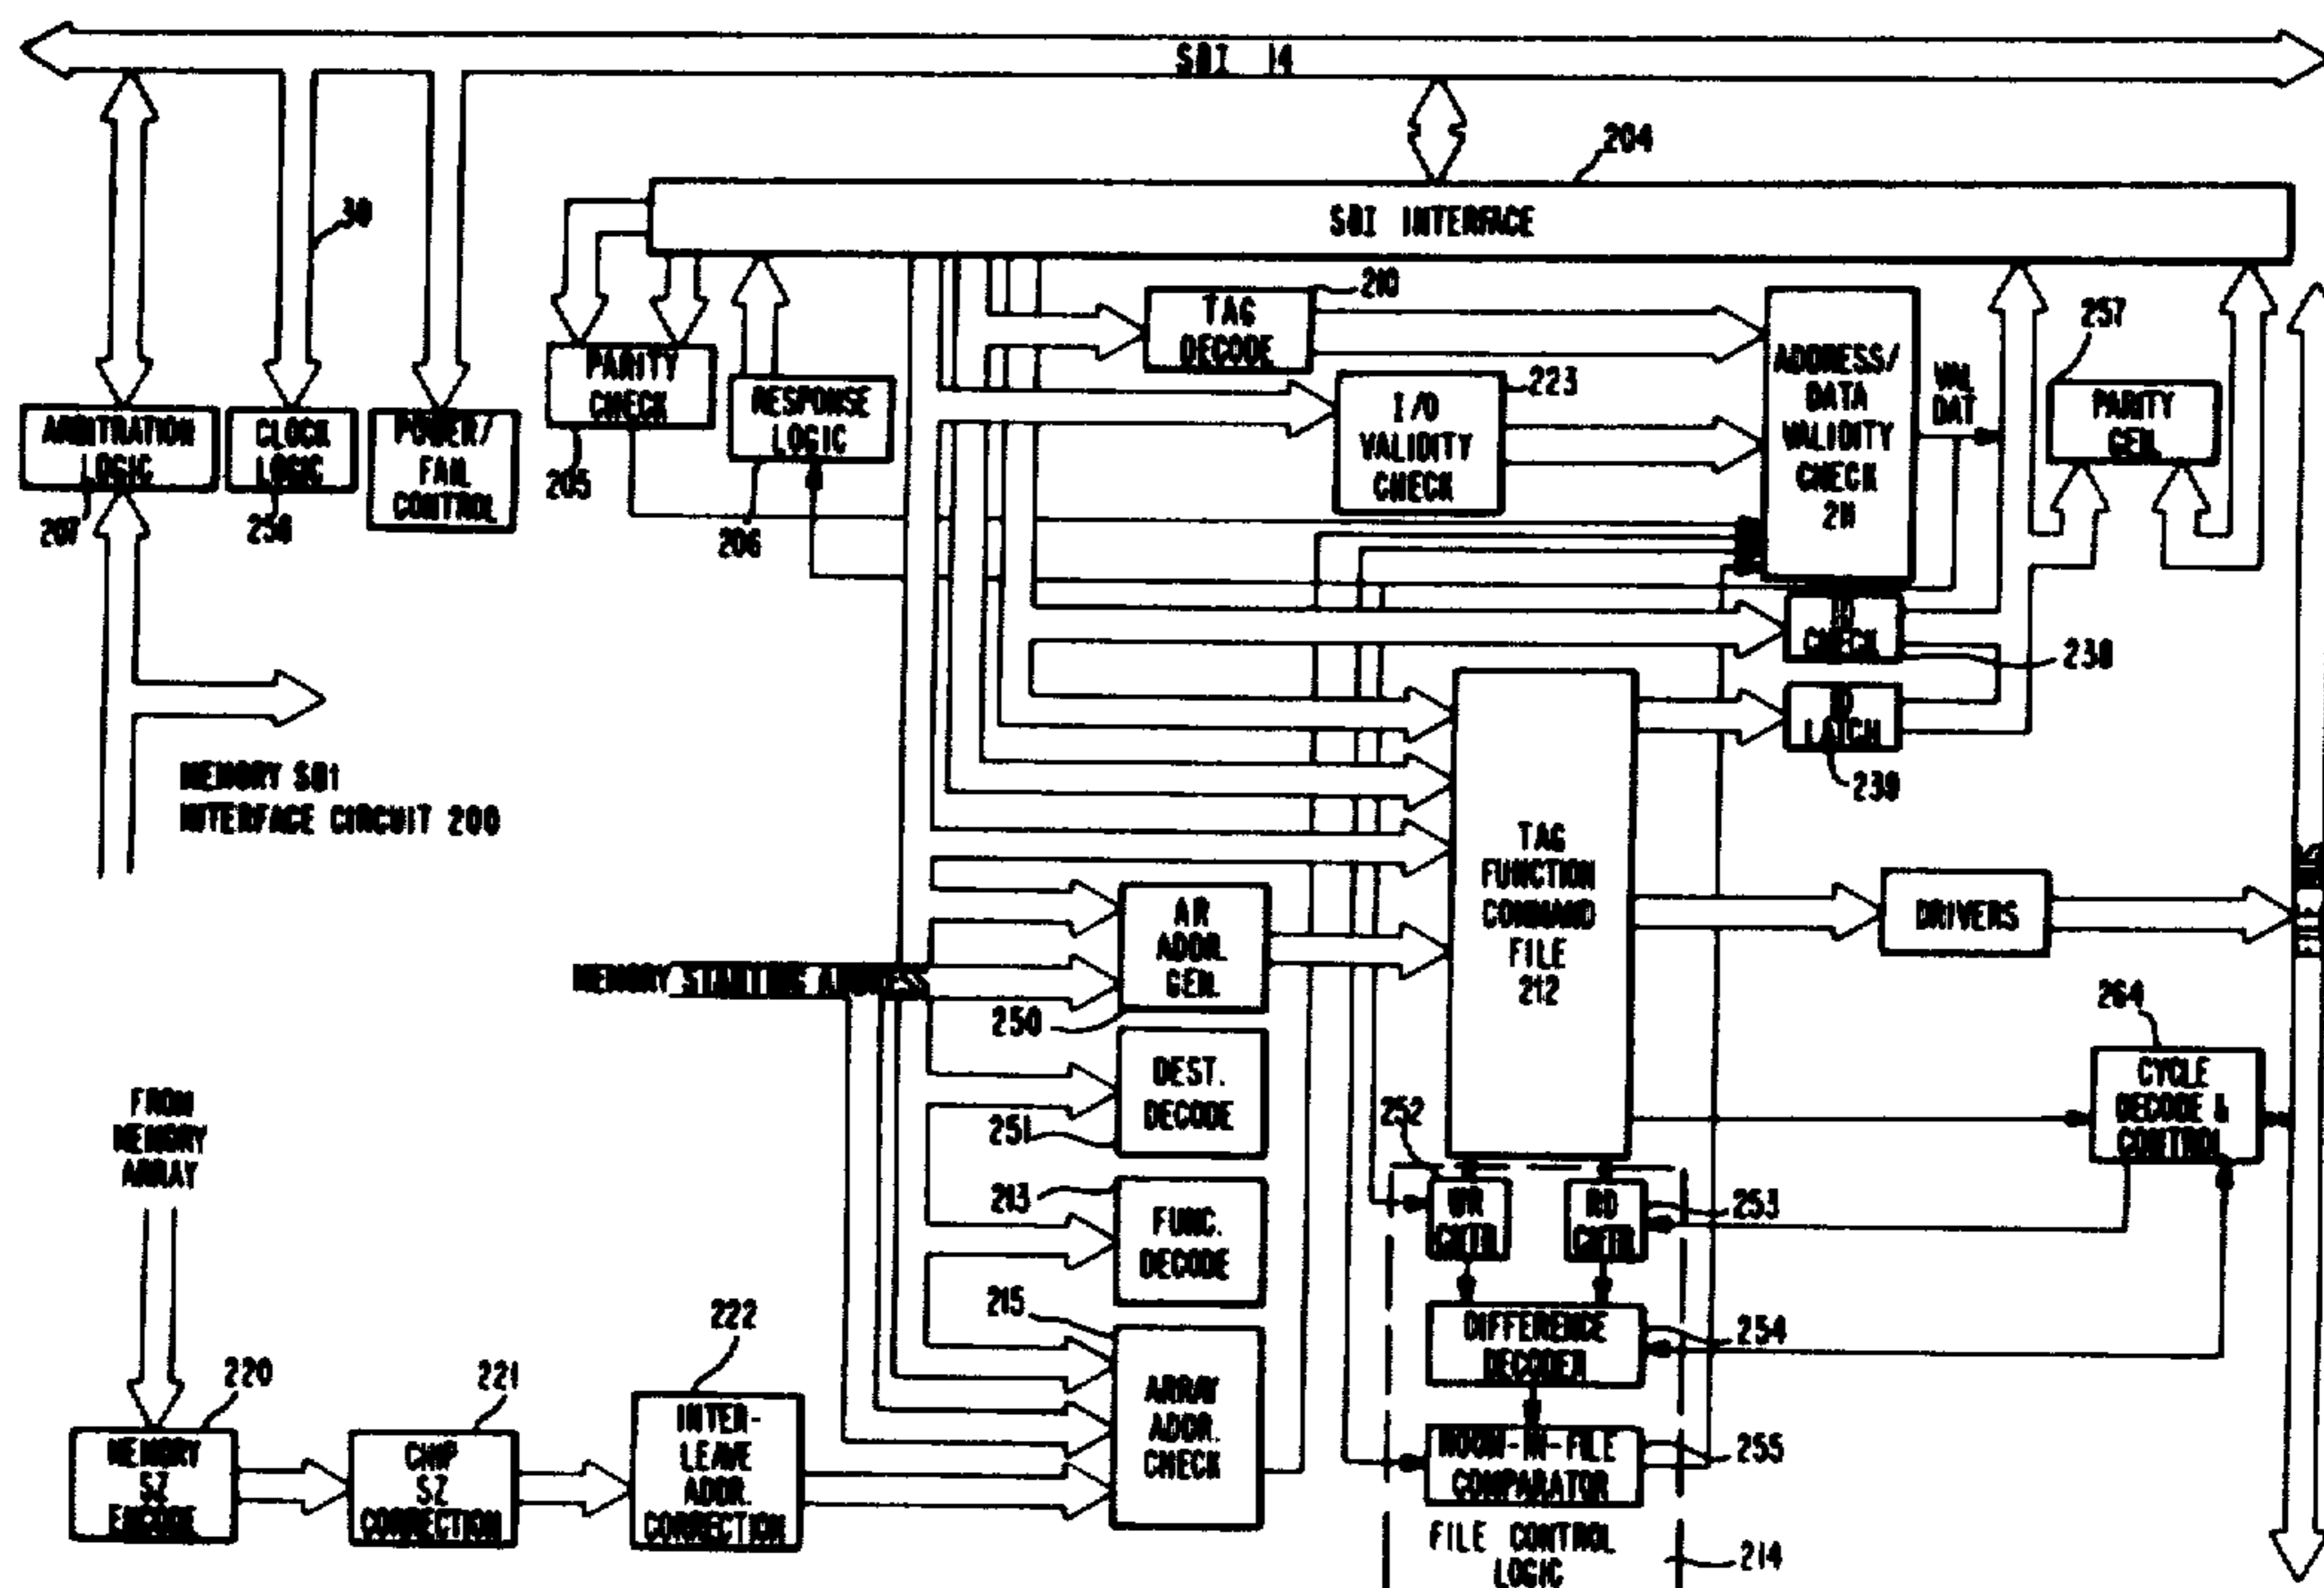 SBI 14
204
30
SBI INTERFACE
210
TAG
DECODE
257
PARITY
CHECK
RESPONSE
LOGIC
223
I/O
VALIDITY
CHECK
ADDRESS/
DATA
VALIDITY
CHECK
211
VAL
DAT
PARITY
GEN.
ARBITRATION
LOGIC
CLOCK
LOGIC
POWER/
FAIL
CONTROL
205
207
256
206
ID
CHECK
238
ID
LATCH
239
MEMORY SBI
INTERFACE CIRCUIT 200
TAG
FUNCTION
COMMAND
FILE
212
AR
ADDR.
GEN.
DRIVERS
FILE BUS
MEMORY STARTING ADDRESS
250
264
DEST.
DECODE
CYCLE
DECODE &
CONTROL
FROM
MEMORY
ARRAY
251
252
213
FUNC.
DECODE
WR
CNTR
RD
CNTR
253
215
222
DIFFERENCE
DECODER
254
220
221
ARRAY
ADDR.
CHECK
MEMORY
SZ
ENCODE
CHIP
SZ
CORRECTION
INTER-
LEAVE
ADDR.
CORRECTION
ROOM-IN-FILE
COMPARATOR
255
FILE CONTROL
LOGIC
214